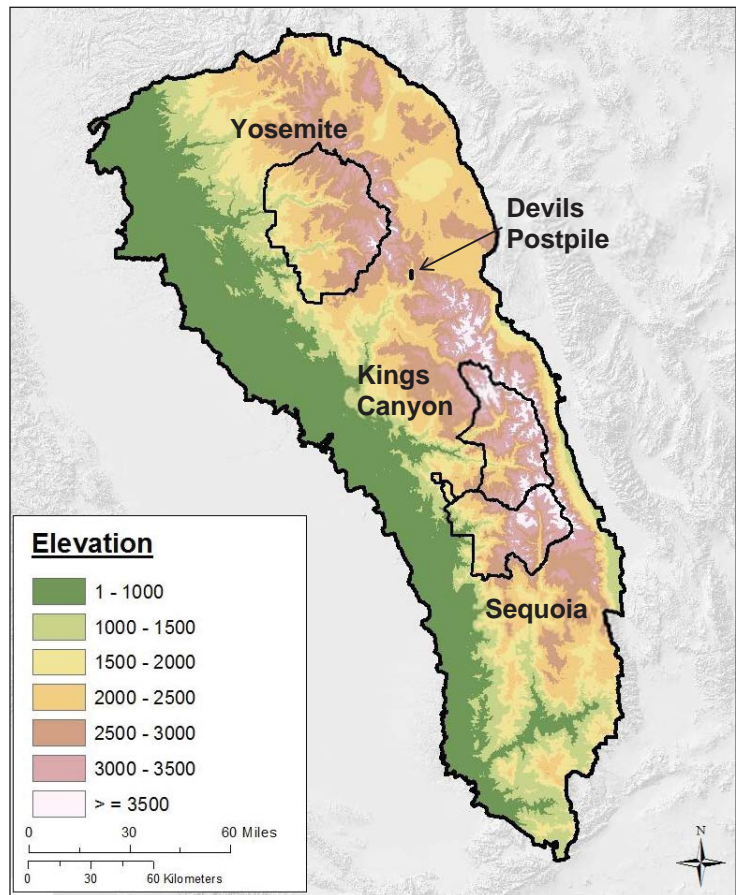 Yosemite
Devils
Postpile
Kings
Canyon
Sequoia
Elevation
1 - 1000
1000 - 1500
1500 - 2000
2000 - 2500
2500 - 3000
3000 - 3500
> = 3500
0 30 60 Miles
0 30 60 Kilometers
N